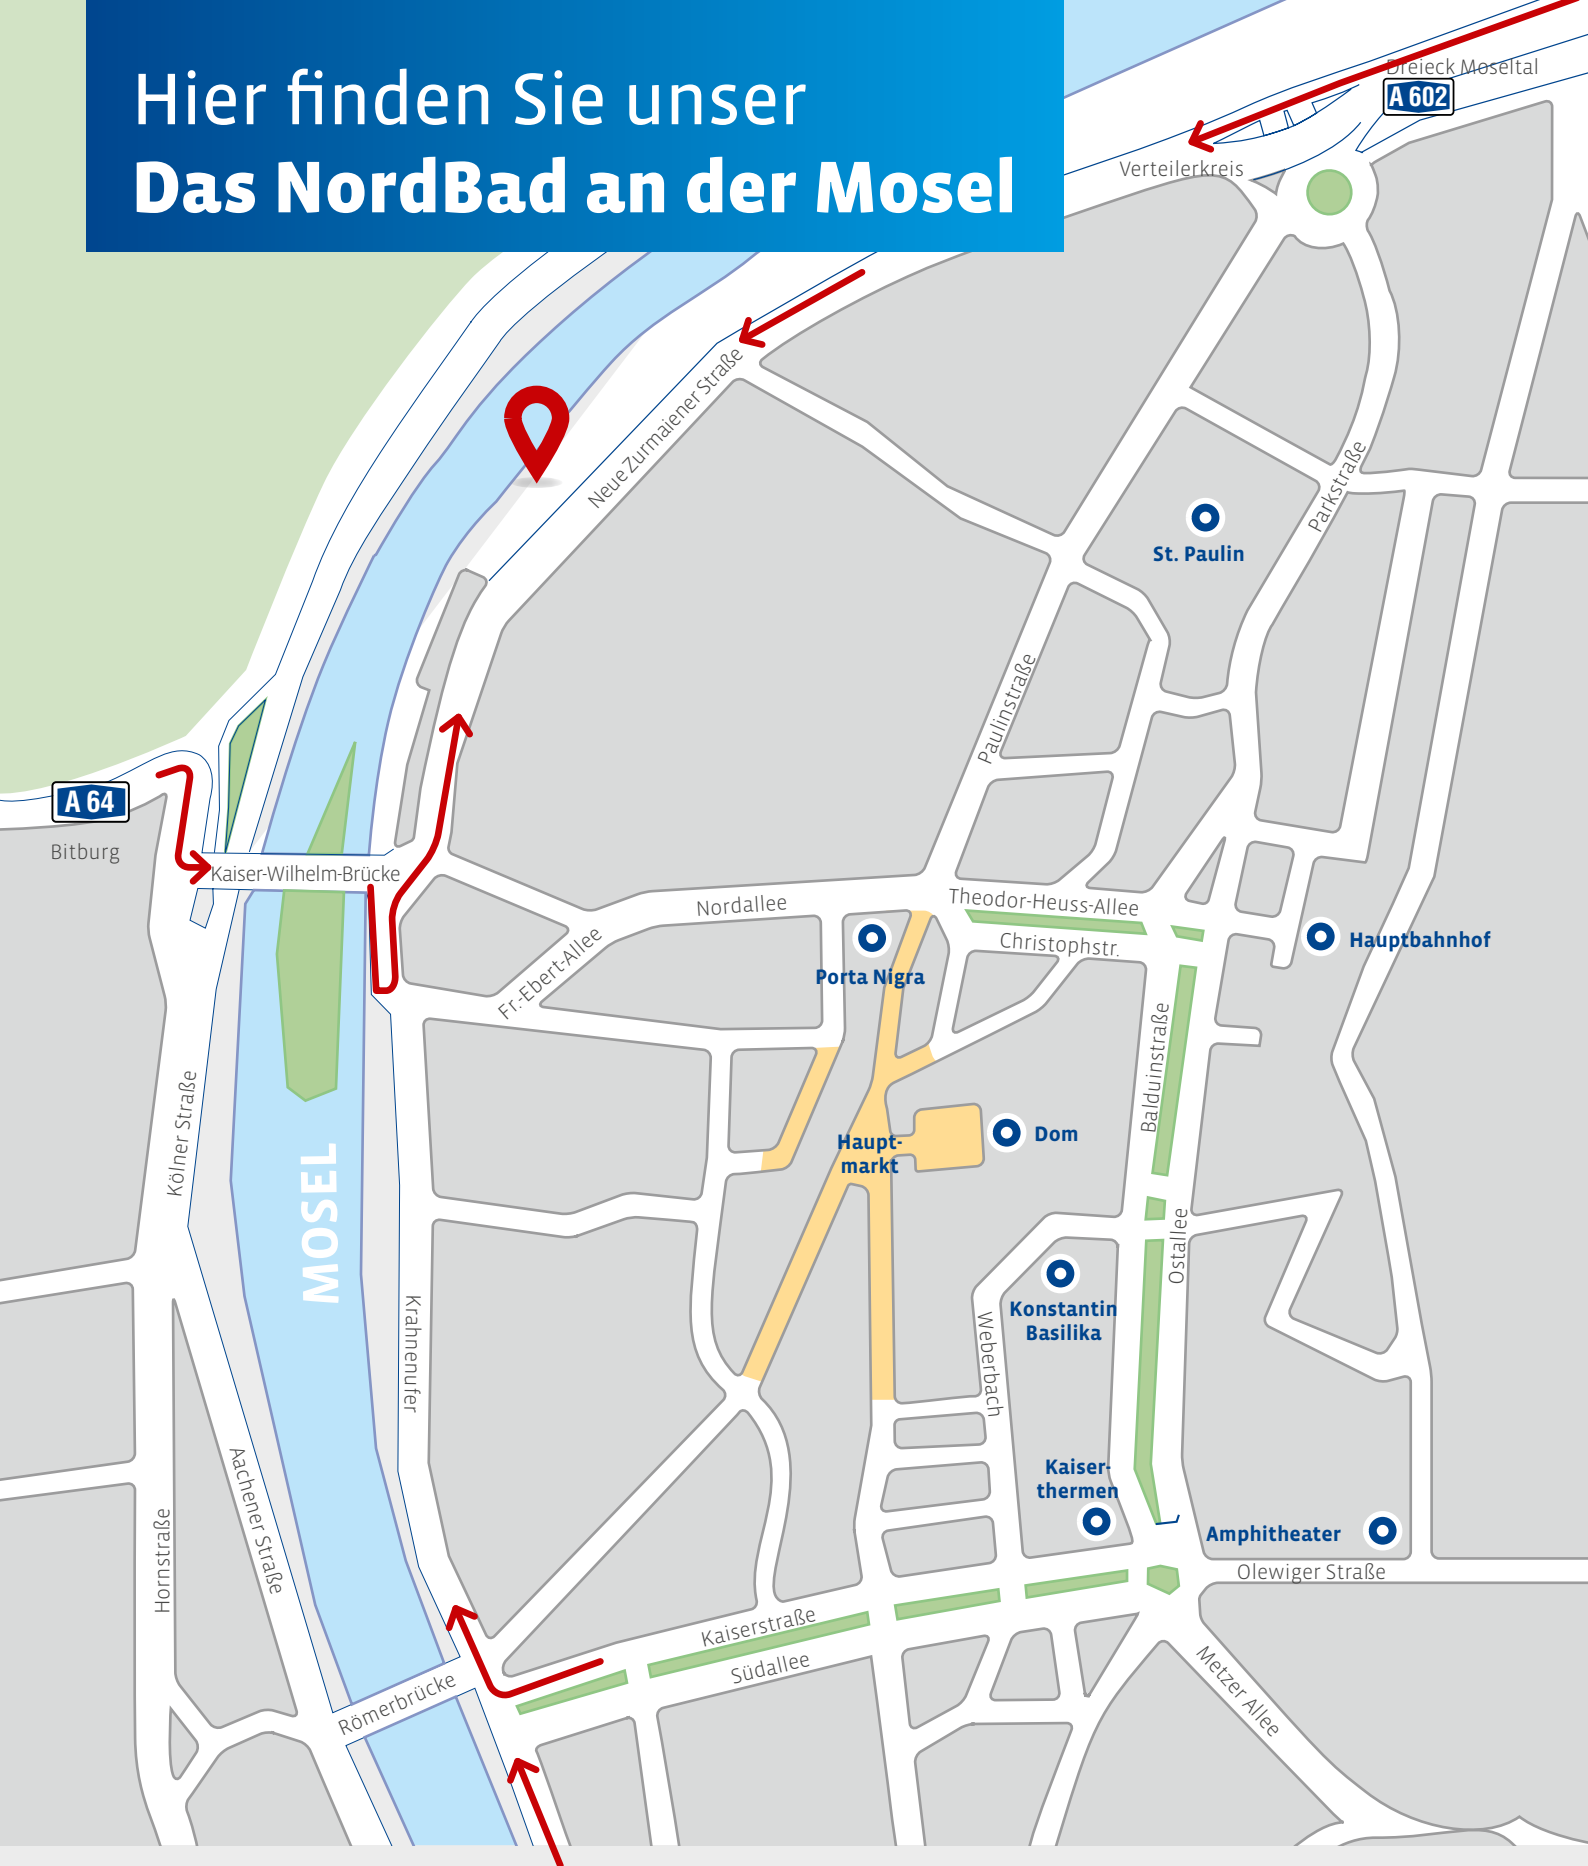 Hier finden Sie unser
Das NordBad an der Mosel
Dreieck Moseltal
A 602
Verteilerkreis
Neue Zurmaiener Straße
Parkstraße
St. Paulin
Paulinstraße
A 64
Bitburg
Kaiser-Wilhelm-Brücke
Nordallee
Theodor-Heuss-Allee
Christophstr.
Hauptbahnhof
Porta Nigra
Fr.-Ebert-Allee
Balduinstraße
Kölner Straße
MOSEL
Haupt-
markt
Dom
Ostallee
Konstantin
Basilika
Krahnenufer
Weberbach
Kaiser-
thermen
Aachener Straße
Hornstraße
Amphitheater
Olewiger Straße
Kaiserstraße
Südallee
Römerbrücke
Metzer Allee